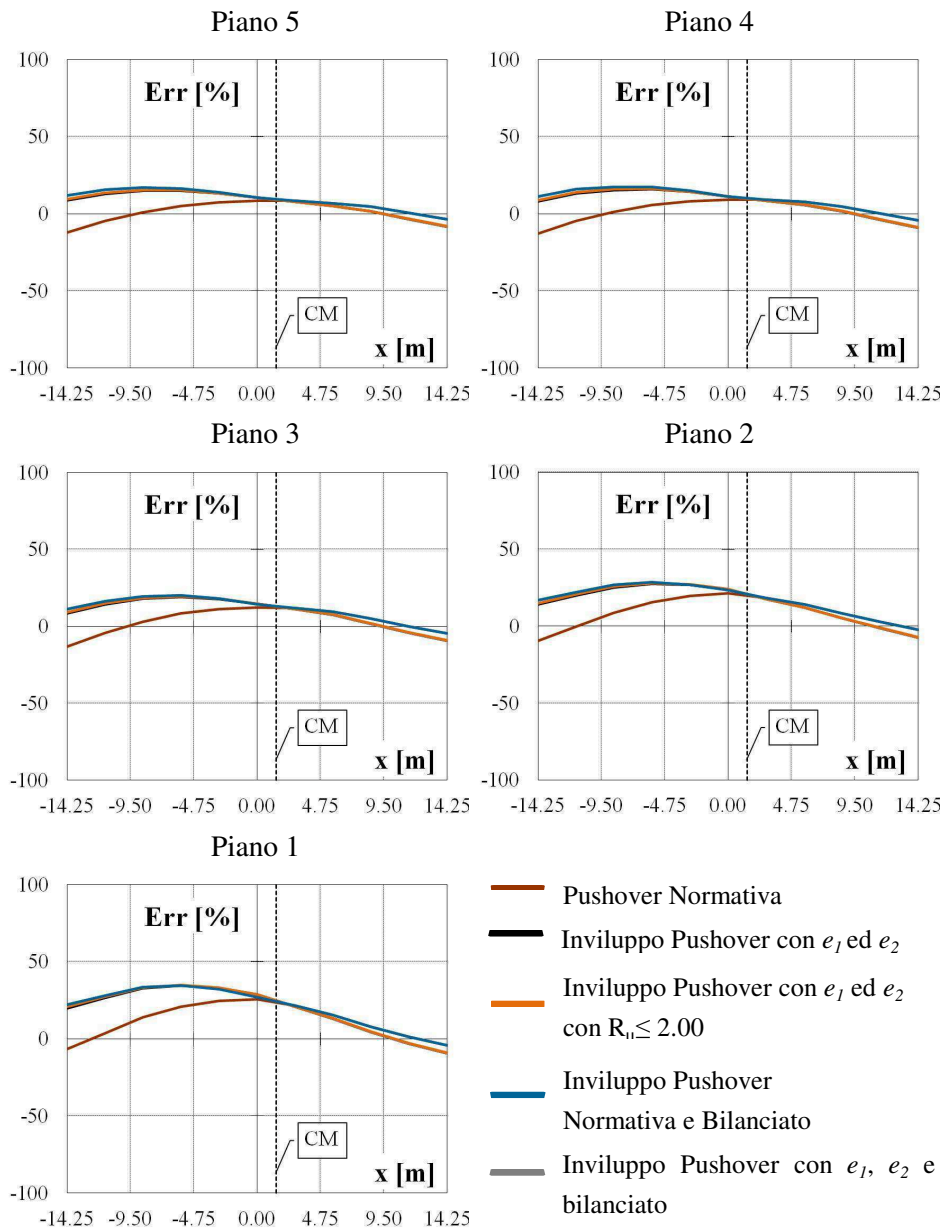 Piano 5
100
Err [%]
50
0
-50
CM
x [m]
-100
-14.25 -9.50 -4.75 0.00 4.75 9.50 14.25
Piano 4
100
Err [%]
50
0
-50
CM
x [m]
-100
-14.25 -9.50 -4.75 0.00 4.75 9.50 14.25
Piano 3
100
Err [%]
50
0
-50
CM
x [m]
-100
-14.25 -9.50 -4.75 0.00 4.75 9.50 14.25
Piano 2
100
Err [%]
50
0
-50
CM
x [m]
-100
-14.25 -9.50 -4.75 0.00 4.75 9.50 14.25
Piano 1
100
Err [%]
50
0
-50
CM
x [m]
-100
-14.25 -9.50 -4.75 0.00 4.75 9.50 14.25
Pushover Normativa
Inviluppo Pushover con e₁ ed e₂
Inviluppo Pushover con e₁ ed e₂
con Rμ≤ 2.00
Inviluppo Pushover
Normativa e Bilanciato
Inviluppo Pushover con e₁, e₂ e
bilanciato